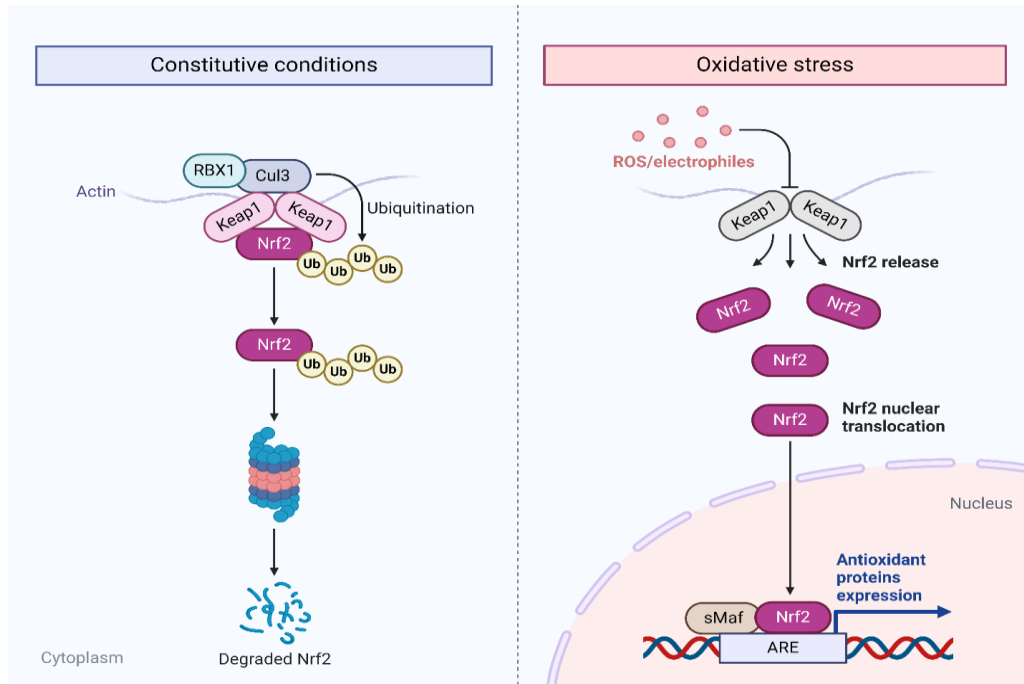 Constitutive conditions
RBX1
Cul3
Actin
Keap1
Keap1
Ubiquitination
Nrf2
Ub
Ub
Ub
Ub
Nrf2
Ub
Ub
Ub
Ub
Degraded Nrf2
Cytoplasm
Oxidative stress
ROS/electrophiles
Keap1
Keap1
Nrf2 release
Nrf2
Nrf2
Nrf2
Nrf2
Nrf2 nuclear
translocation
Nucleus
Antioxidant
proteins
expression
sMaf
Nrf2
ARE